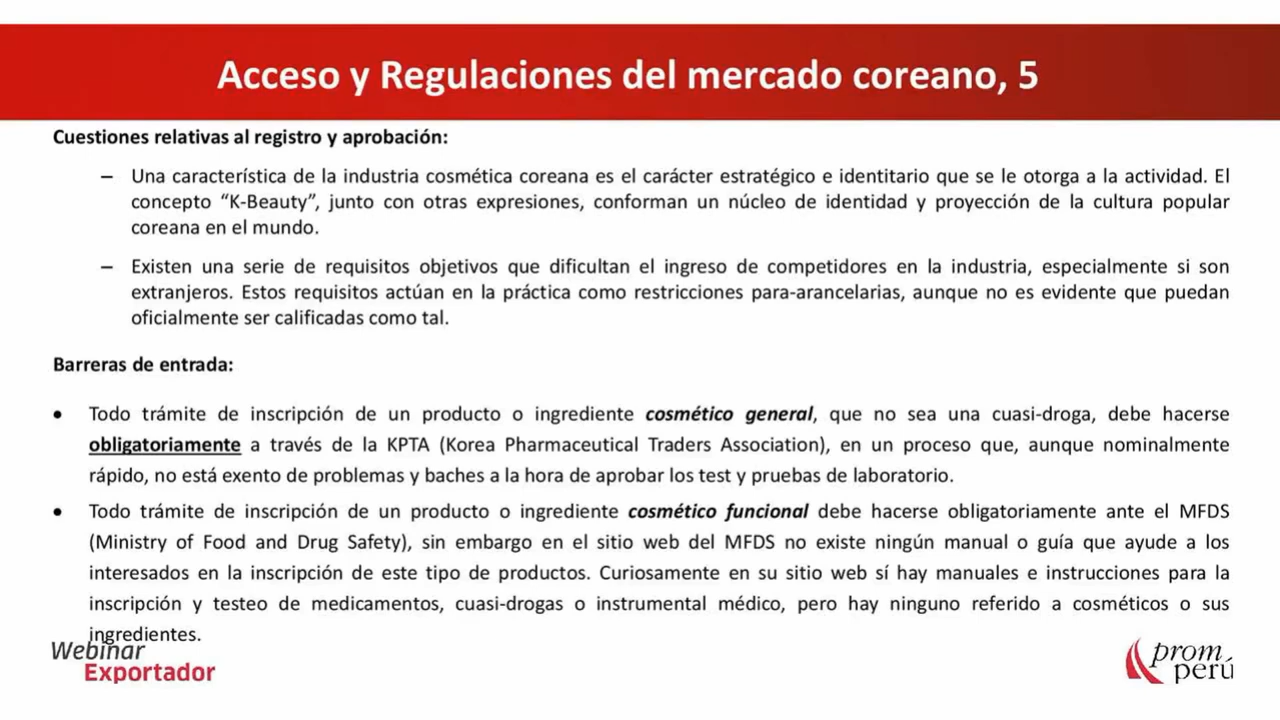 Acceso y Regulaciones del mercado coreano, 5
Cuestiones relativas al registro y aprobación:
– Una característica de la industria cosmética coreana es el carácter estratégico e identitario que se le otorga a la actividad. El
concepto “K-Beauty”, junto con otras expresiones, conforman un núcleo de identidad y proyección de la cultura popular
coreana en el mundo.
– Existen una serie de requisitos objetivos que dificultan el ingreso de competidores en la industria, especialmente si son
extranjeros. Estos requisitos actúan en la práctica como restricciones para-arancelarias, aunque no es evidente que puedan
oficialmente ser calificadas como tal.
Barreras de entrada:
• Todo trámite de inscripción de un producto o ingrediente cosmético general, que no sea una cuasi-droga, debe hacerse
obligatoriamente a través de la KPTA (Korea Pharmaceutical Traders Association), en un proceso que, aunque nominalmente
rápido, no está exento de problemas y baches a la hora de aprobar los test y pruebas de laboratorio.
• Todo trámite de inscripción de un producto o ingrediente cosmético funcional debe hacerse obligatoriamente ante el MFDS
(Ministry of Food and Drug Safety), sin embargo en el sitio web del MFDS no existe ningún manual o guía que ayude a los
interesados en la inscripción de este tipo de productos. Curiosamente en su sitio web sí hay manuales e instrucciones para la
inscripción y testeo de medicamentos, cuasi-drogas o instrumental médico, pero hay ninguno referido a cosméticos o sus
ingredientes.
Webinar
Exportador
prom
perú